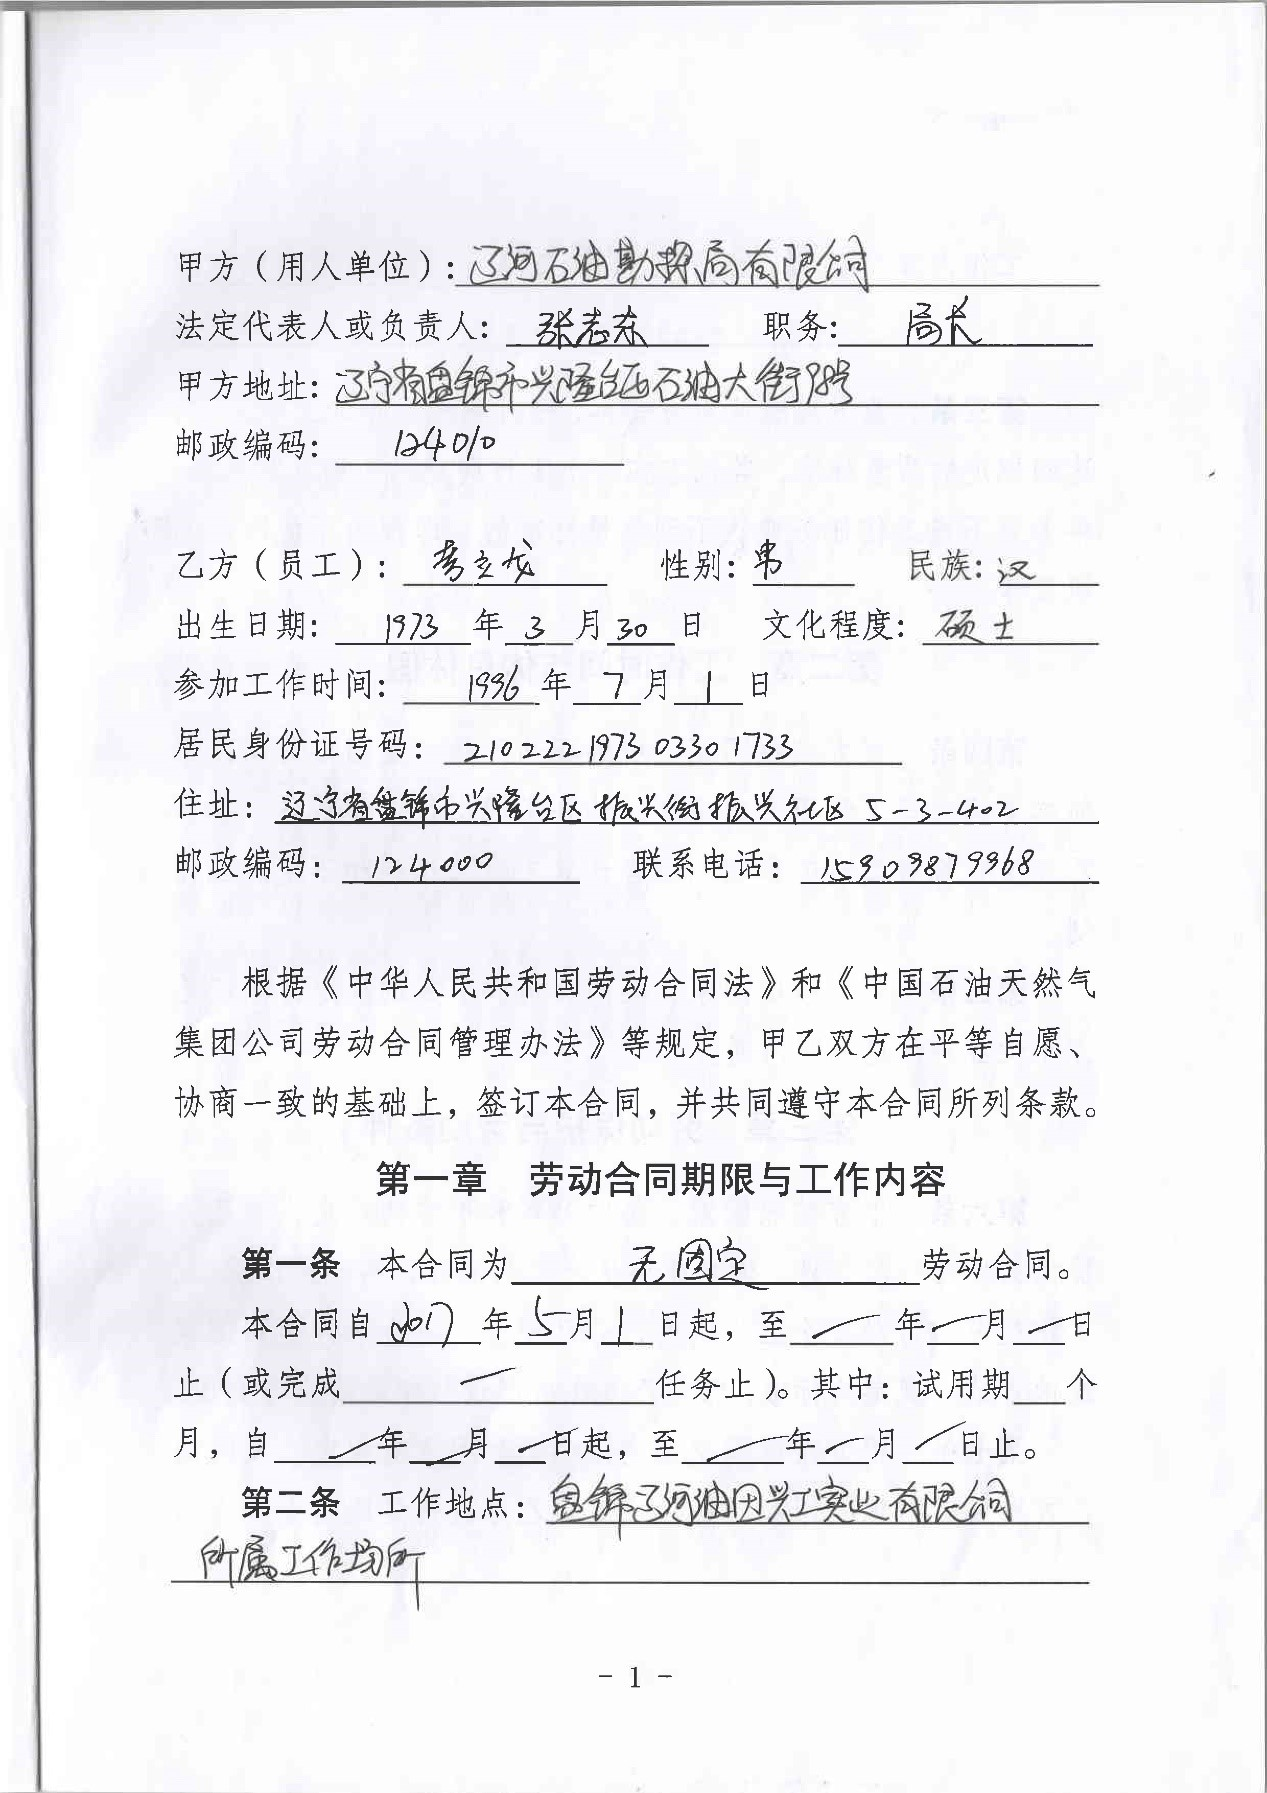 甲方（用人单位）：辽河石油勘探局有限公司
法定代表人或负责人： 张志东 职务： 局长
甲方地址：辽宁省盘锦市兴隆台区石油大街98号
邮政编码： 124010
乙方（员工）： 立龙 性别：男 民族：汉
出生日期： 1973 年 3 月 30 日 文化程度： 硕士
参加工作时间： 1996 年 7 月 1 日
居民身份证号码： 210222197303301733
住址：辽宁省盘锦市兴隆台区振兴街振兴社区 5-3-402
邮政编码： 124000 联系电话： 15909879968
根据《中华人民共和国劳动合同法》和《中国石油天然气
集团公司劳动合同管理办法》等规定，甲乙双方在平等自愿、
协商一致的基础上，签订本合同，并共同遵守本合同所列条款。
第一章 劳动合同期限与工作内容
第一条 本合同为 无固定 劳动合同。
本合同自 2017 年 5 月 1 日起，至 — 年 — 月 — 日
止（或完成 — 任务止）。其中：试用期 个
月，自 — 年 — 月 — 日起，至 — 年 — 月 — 日止。
第二条 工作地点：盘锦辽河油田兴工实业有限公司
所属工作场所
- 1 -